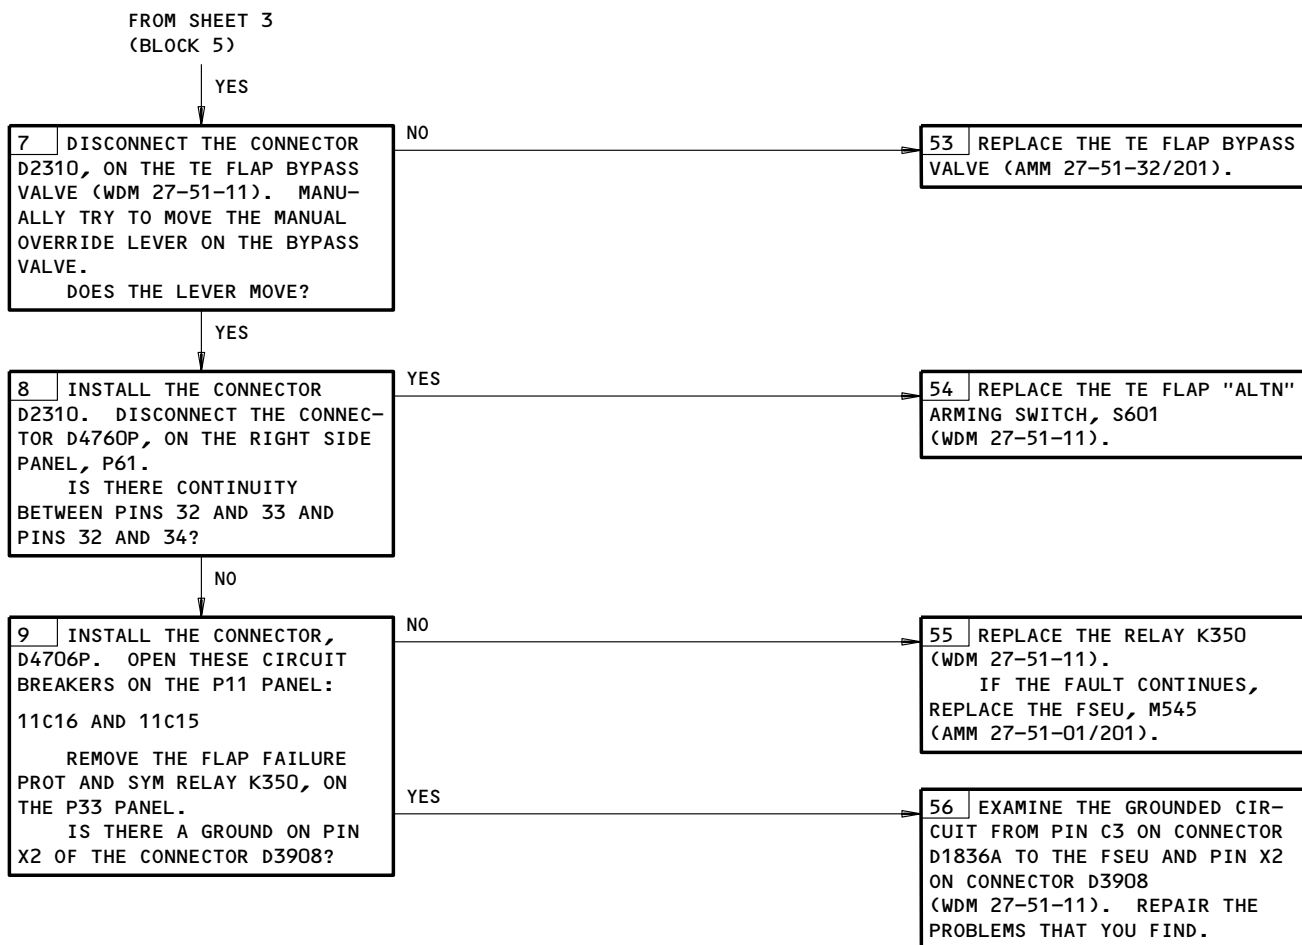 FROM SHEET 3
(BLOCK 5)
YES
7 DISCONNECT THE CONNECTOR
D2310, ON THE TE FLAP BYPASS
VALVE (WDM 27-51-11). MANU-
ALLY TRY TO MOVE THE MANUAL
OVERRIDE LEVER ON THE BYPASS
VALVE.
DOES THE LEVER MOVE?
NO
53 REPLACE THE TE FLAP BYPASS
VALVE (AMM 27-51-32/201).
YES
8 INSTALL THE CONNECTOR
D2310. DISCONNECT THE CONNEC-
TOR D4760P, ON THE RIGHT SIDE
PANEL, P61.
IS THERE CONTINUITY
BETWEEN PINS 32 AND 33 AND
PINS 32 AND 34?
YES
54 REPLACE THE TE FLAP "ALTN"
ARMING SWITCH, S601
(WDM 27-51-11).
NO
9 INSTALL THE CONNECTOR,
D4706P. OPEN THESE CIRCUIT
BREAKERS ON THE P11 PANEL:
11C16 AND 11C15
REMOVE THE FLAP FAILURE
PROT AND SYM RELAY K350, ON
THE P33 PANEL.
IS THERE A GROUND ON PIN
X2 OF THE CONNECTOR D3908?
NO
55 REPLACE THE RELAY K350
(WDM 27-51-11).
IF THE FAULT CONTINUES,
REPLACE THE FSEU, M545
(AMM 27-51-01/201).
YES
56 EXAMINE THE GROUNDED CIR-
CUIT FROM PIN C3 ON CONNECTOR
D1836A TO THE FSEU AND PIN X2
ON CONNECTOR D3908
(WDM 27-51-11). REPAIR THE
PROBLEMS THAT YOU FIND.